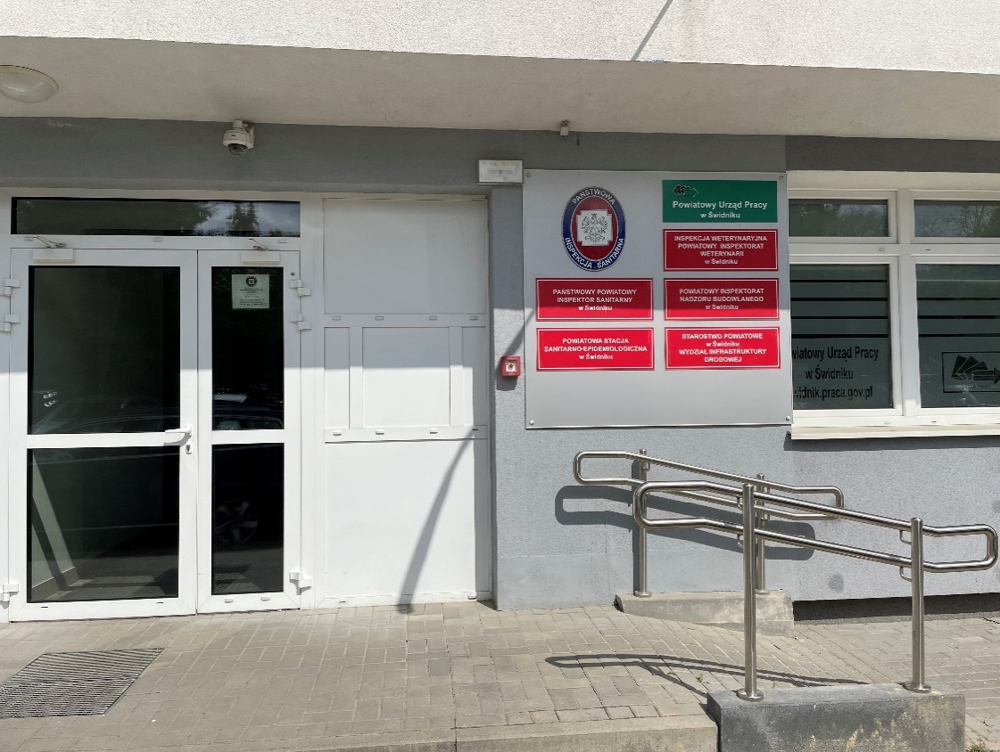 PAŃSTWOWA
INSPEKCJA SANITARNA
Powiatowy Urząd Pracy
w Świdniku
INSPEKCJA WETERYNARYJNA
POWIATOWY INSPEKTORAT
WETERYNARII
w Świdniku
PAŃSTWOWY POWIATOWY
INSPEKTOR SANITARNY
w Świdniku
POWIATOWY INSPEKTORAT
NADZORU BUDOWLANEGO
w Świdniku
POWIATOWA STACJA
SANITARNO-EPIDEMIOLOGICZNA
w Świdniku
STAROSTWO POWIATOWE
w Świdniku
WYDZIAŁ INFRASTRUKTURY
DROGOWEJ
wiatowy Urząd Pracy
w Świdniku
widnik.praca.gov.pl